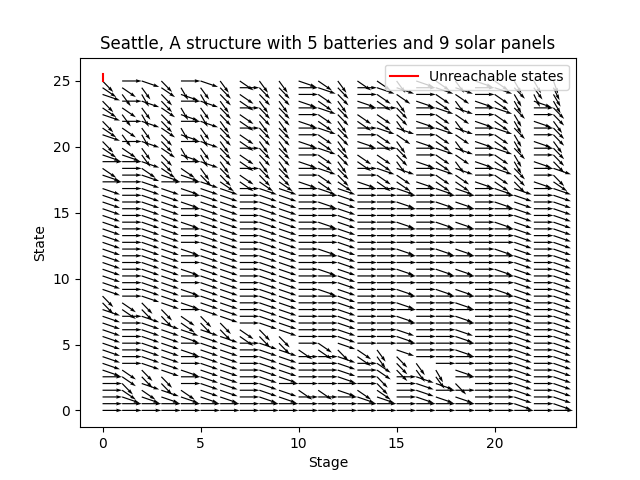 Seattle, A structure with 5 batteries and 9 solar panels
Unreachable states
25
20
15
10
5
0
State
0 5 10 15 20
Stage